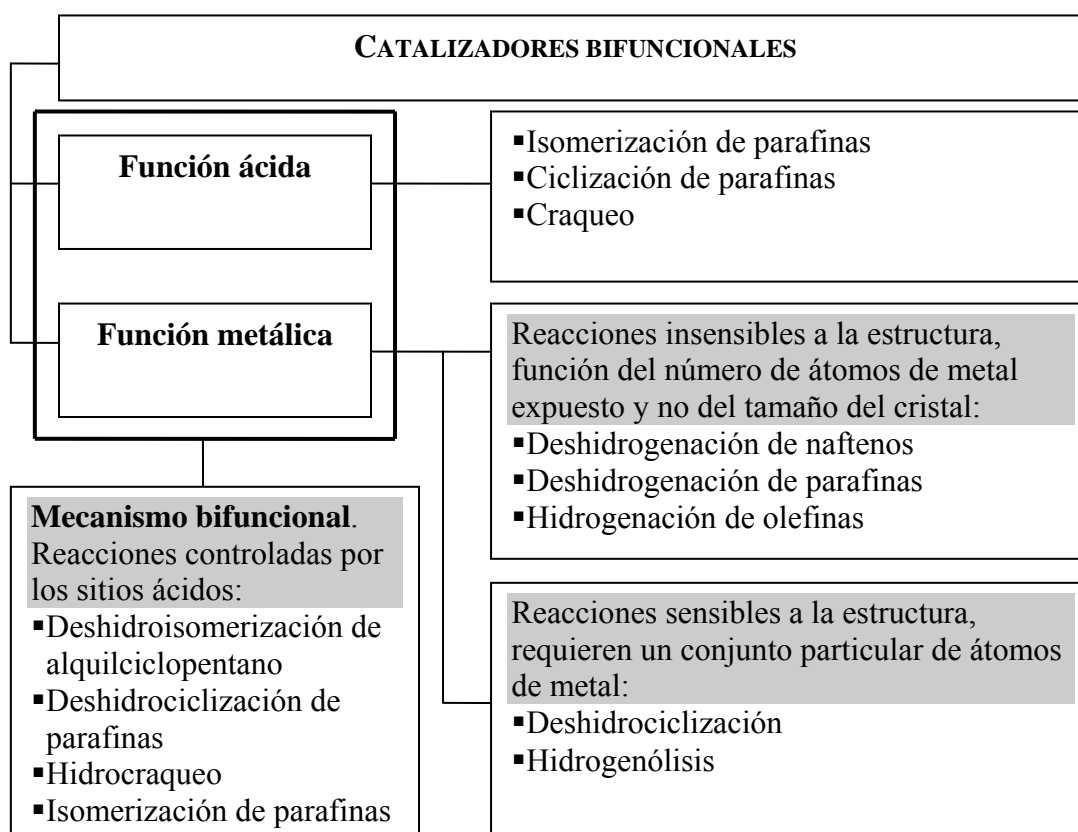 CATALIZADORES BIFUNCIONALES
Función ácida
▪Isomerización de parafinas
▪Ciclización de parafinas
▪Craqueo
Función metálica
Reacciones insensibles a la estructura,
función del número de átomos de metal
expuesto y no del tamaño del cristal:
▪Deshidrogenación de naftenos
▪Deshidrogenación de parafinas
▪Hidrogenación de olefinas
Mecanismo bifuncional.
Reacciones controladas por
los sitios ácidos:
▪Deshidroisomerización de
alquilciclopentano
▪Deshidrociclización de
parafinas
▪Hidrocraqueo
▪Isomerización de parafinas
Reacciones sensibles a la estructura,
requieren un conjunto particular de átomos
de metal:
▪Deshidrociclización
▪Hidrogenólisis